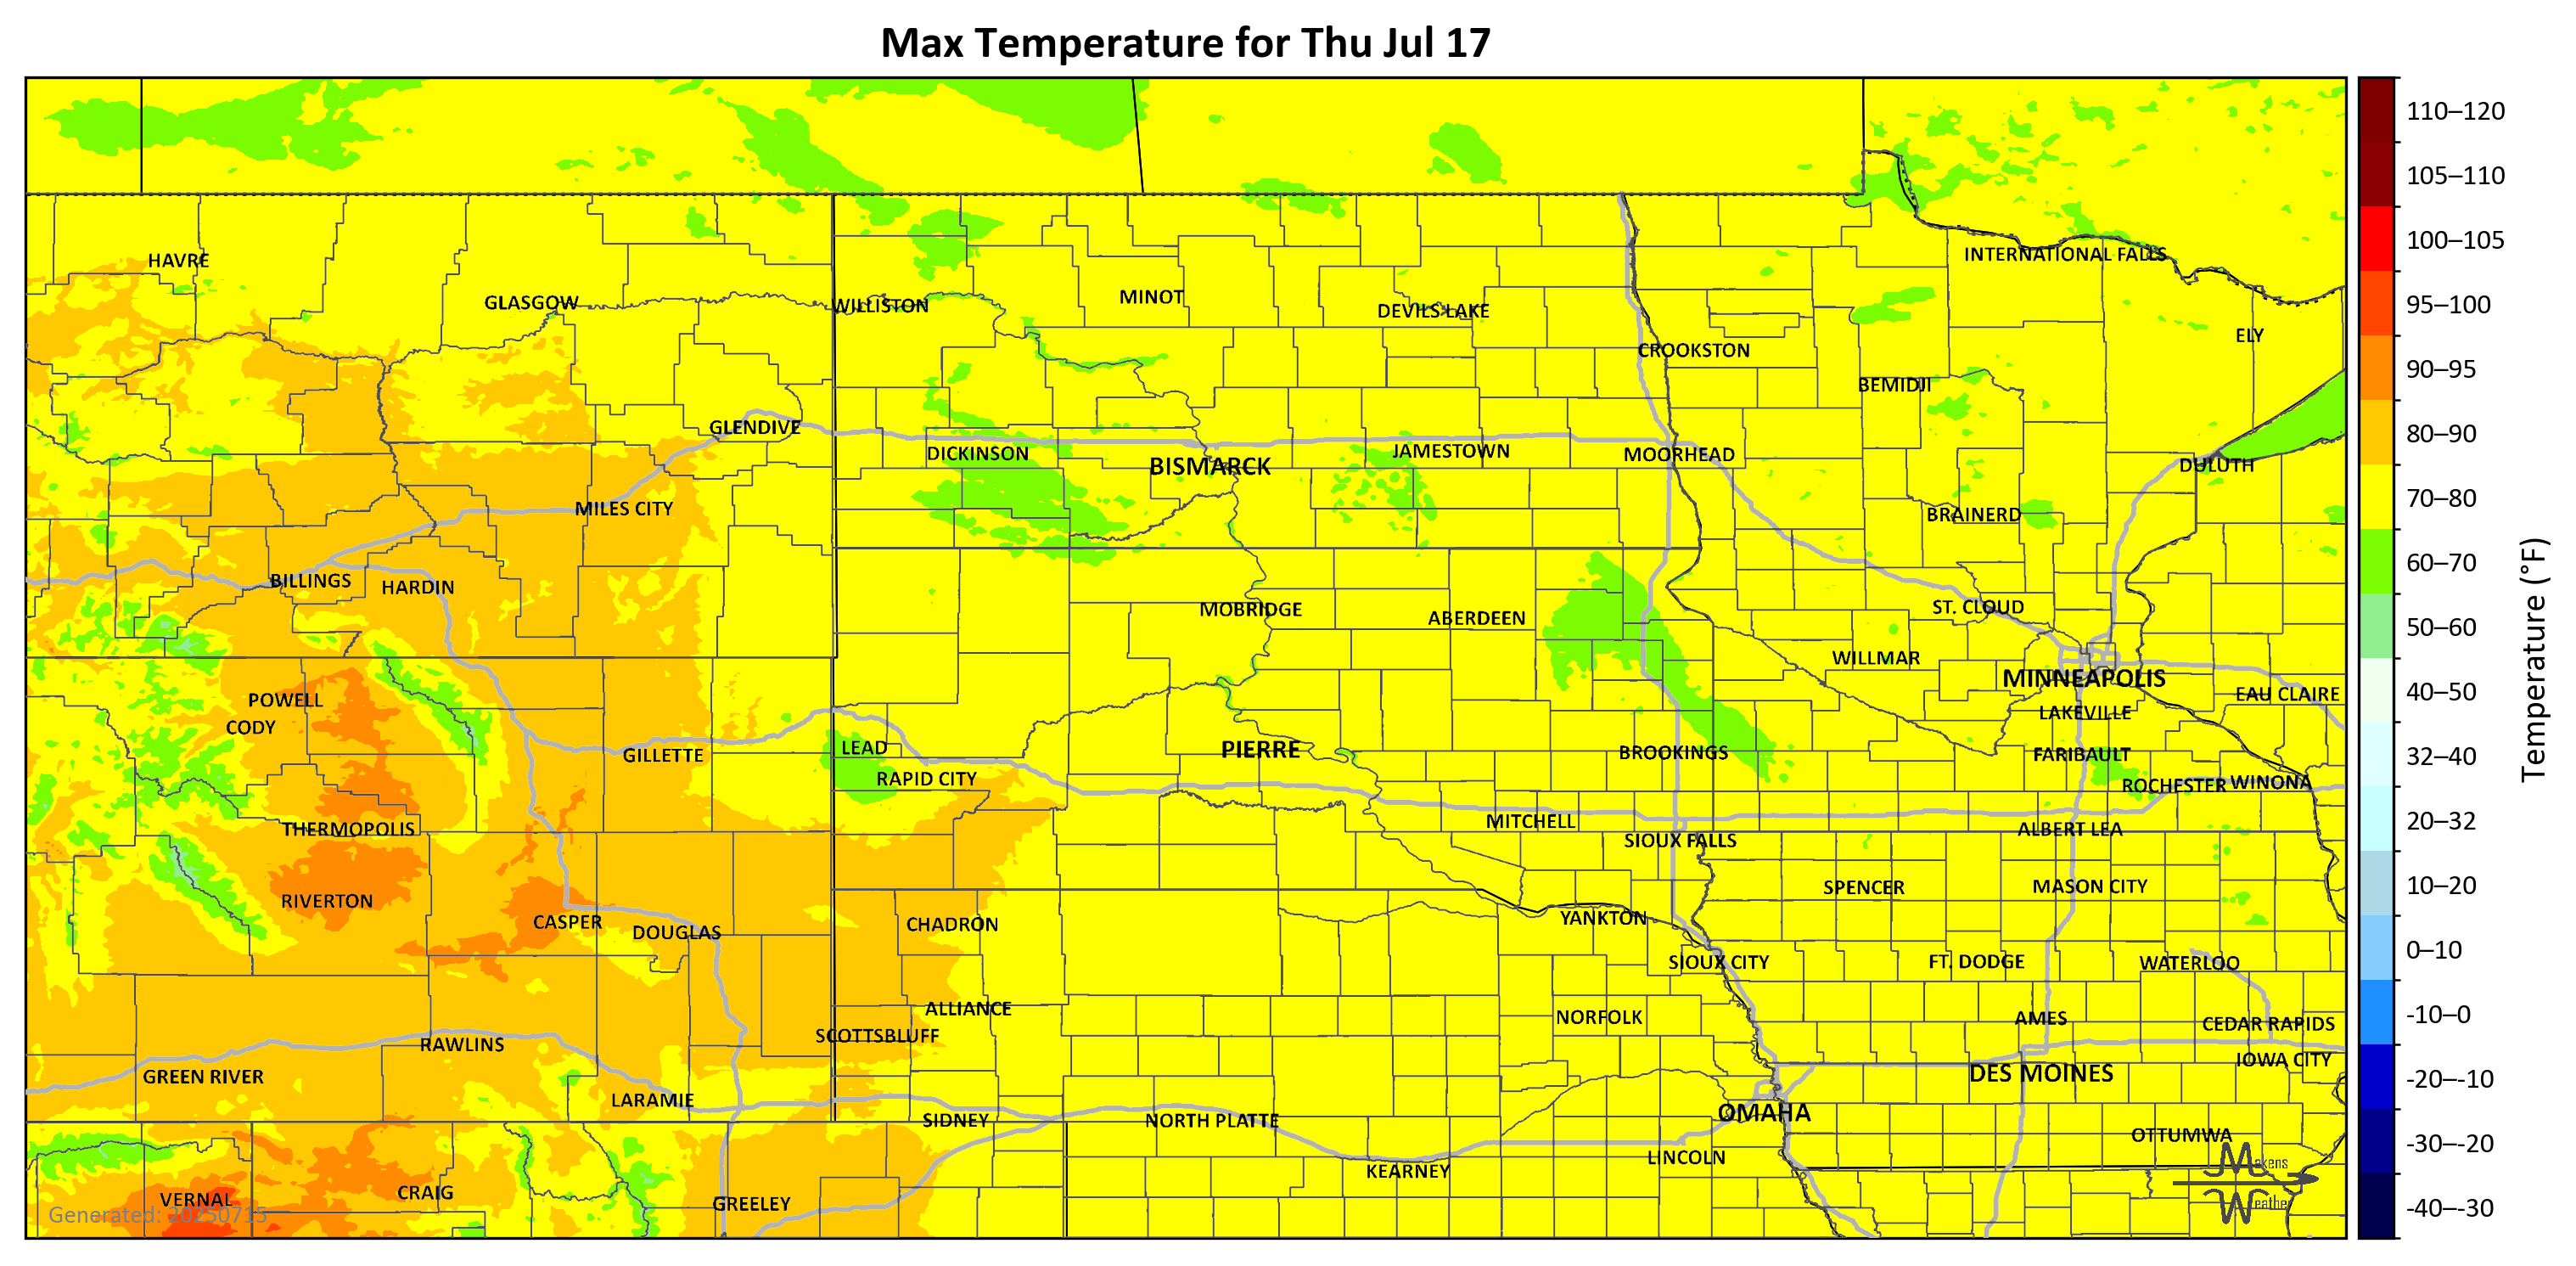 Max Temperature for Thu Jul 17
110–120
105–110
HAVRE
INTERNATIONAL FALLS
100–105
GLASGOW
WILLISTON
MINOT
DEVILS LAKE
95–100
ELY
CROOKSTON
BEMIDJI
90–95
GLENDIVE
DICKINSON
BISMARCK
JAMESTOWN
MOORHEAD
DULUTH
80–90
MILES CITY
BRAINERD
70–80
BILLINGS
HARDIN
60–70
MOBRIDGE
ABERDEEN
ST. CLOUD
50–60
WILLMAR
MINNEAPOLIS
EAU CLAIRE
40–50
POWELL
CODY
LAKEVILLE
GILLETTE
LEAD
PIERRE
BROOKINGS
FARIBAULT
32–40
RAPID CITY
ROCHESTER
WINONA
Temperature (°F)
THERMOPOLIS
MITCHELL
SIOUX FALLS
ALBERT LEA
20–32
RIVERTON
SPENCER
MASON CITY
10–20
CASPER
DOUGLAS
CHADRON
YANKTON
SIOUX CITY
FT. DODGE
WATERLOO
0–10
ALLIANCE
NORFOLK
AMES
CEDAR RAPIDS
-10–0
SCOTTSBLUFF
RAWLINS
IOWA CITY
GREEN RIVER
DES MOINES
-20–-10
LARAMIE
SIDNEY
NORTH PLATTE
OMAHA
OTTUMWA
-30–-20
KEARNEY
LINCOLN
Makens
Weather
VERNAL
CRAIG
GREELEY
-40–-30
Generated: 20250715